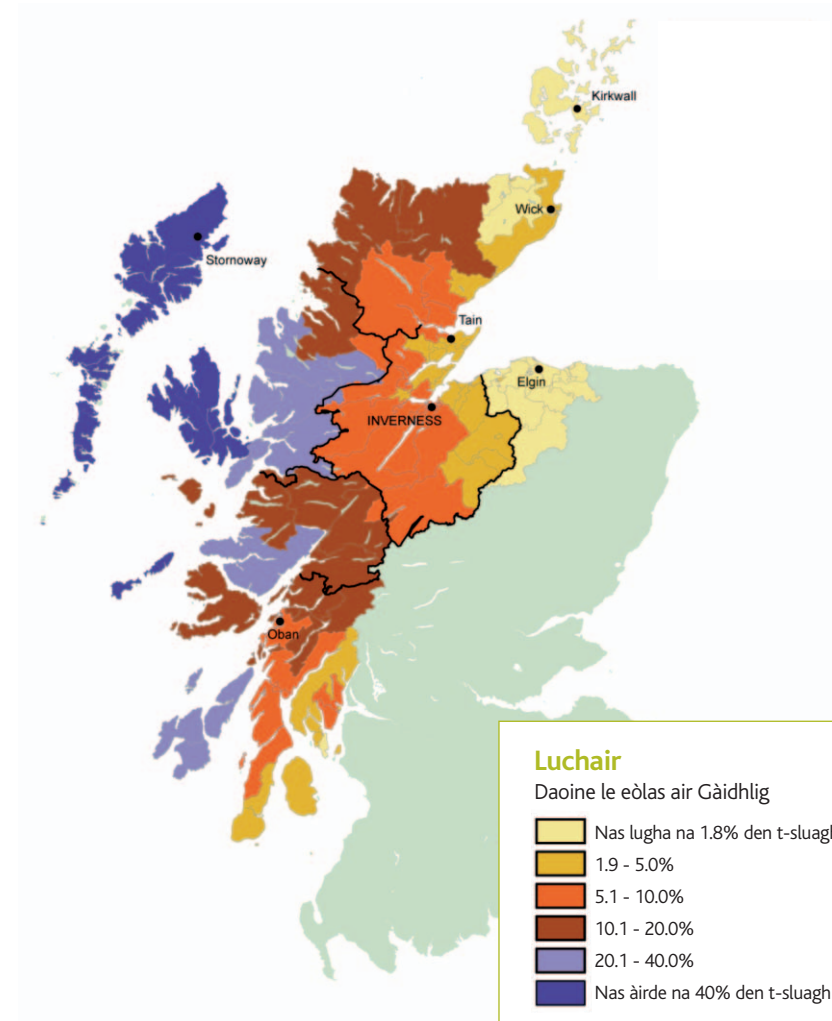 Kirkwall
Wick
Stornoway
Tain
Elgin
INVERNESS
Oban
Luchair
Daoine le eòlas air Gàidhlig
Nas lugha na 1.8% den t-sluagh
1.9 - 5.0%
5.1 - 10.0%
10.1 - 20.0%
20.1 - 40.0%
Nas àirde na 40% den t-sluagh